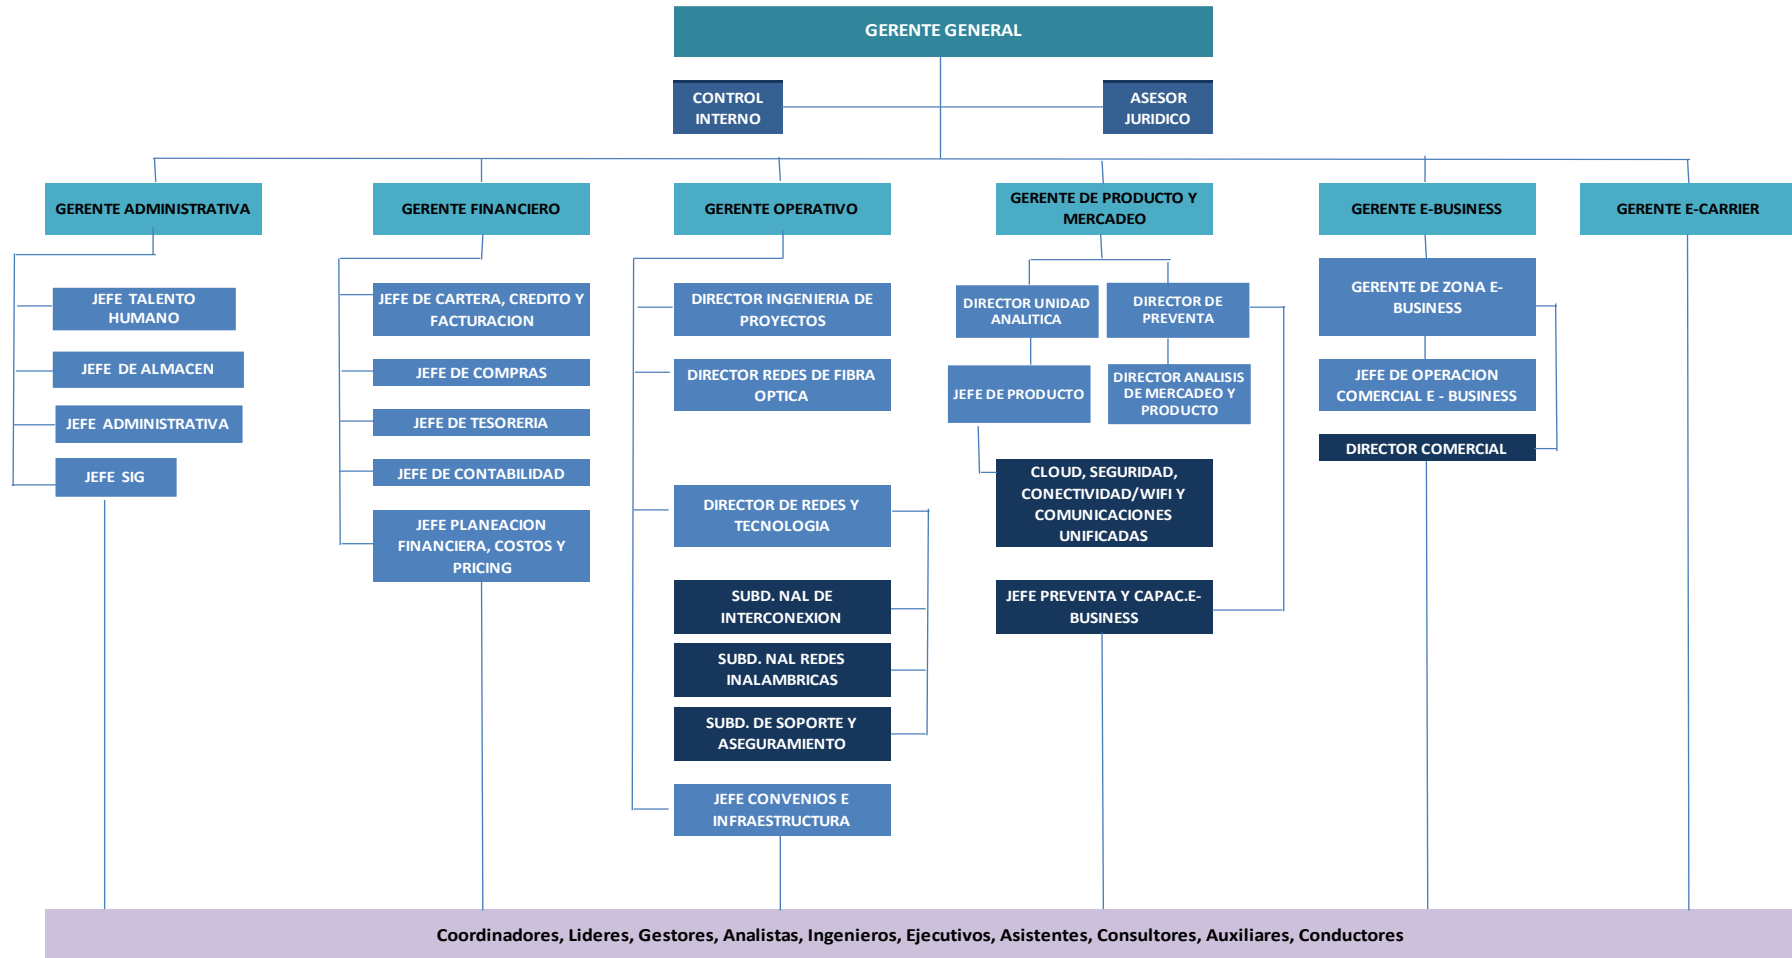 GERENTE GENERAL
CONTROL
INTERNO
ASESOR
JURIDICO
GERENTE ADMINISTRATIVA
JEFE TALENTO
HUMANO
JEFE DE ALMACEN
JEFE ADMINISTRATIVA
JEFE SIG
GERENTE FINANCIERO
JEFE DE CARTERA, CREDITO Y
FACTURACION
JEFE DE COMPRAS
JEFE DE TESORERIA
JEFE DE CONTABILIDAD
JEFE PLANEACION
FINANCIERA, COSTOS Y
PRICING
GERENTE OPERATIVO
DIRECTOR INGENIERIA DE
PROYECTOS
DIRECTOR REDES DE FIBRA
OPTICA
DIRECTOR DE REDES Y
TECNOLOGIA
SUBD. NAL DE
INTERCONEXION
SUBD. NAL REDES
INALAMBRICAS
SUBD. DE SOPORTE Y
ASEGURAMIENTO
JEFE CONVENIOS E
INFRAESTRUCTURA
GERENTE DE PRODUCTO Y
MERCADEO
DIRECTOR UNIDAD
ANALITICA
JEFE DE PRODUCTO
DIRECTOR DE
PREVENTA
DIRECTOR ANALISIS
DE MERCADEO Y
PRODUCTO
CLOUD, SEGURIDAD,
CONECTIVIDAD/WIFI Y
COMUNICACIONES
UNIFICADAS
JEFE PREVENTA Y CAPAC.E-
BUSINESS
GERENTE E-BUSINESS
GERENTE DE ZONA E-
BUSINESS
JEFE DE OPERACION
COMERCIAL E - BUSINESS
DIRECTOR COMERCIAL
GERENTE E-CARRIER
Coordinadores, Lideres, Gestores, Analistas, Ingenieros, Ejecutivos, Asistentes, Consultores, Auxiliares, Conductores